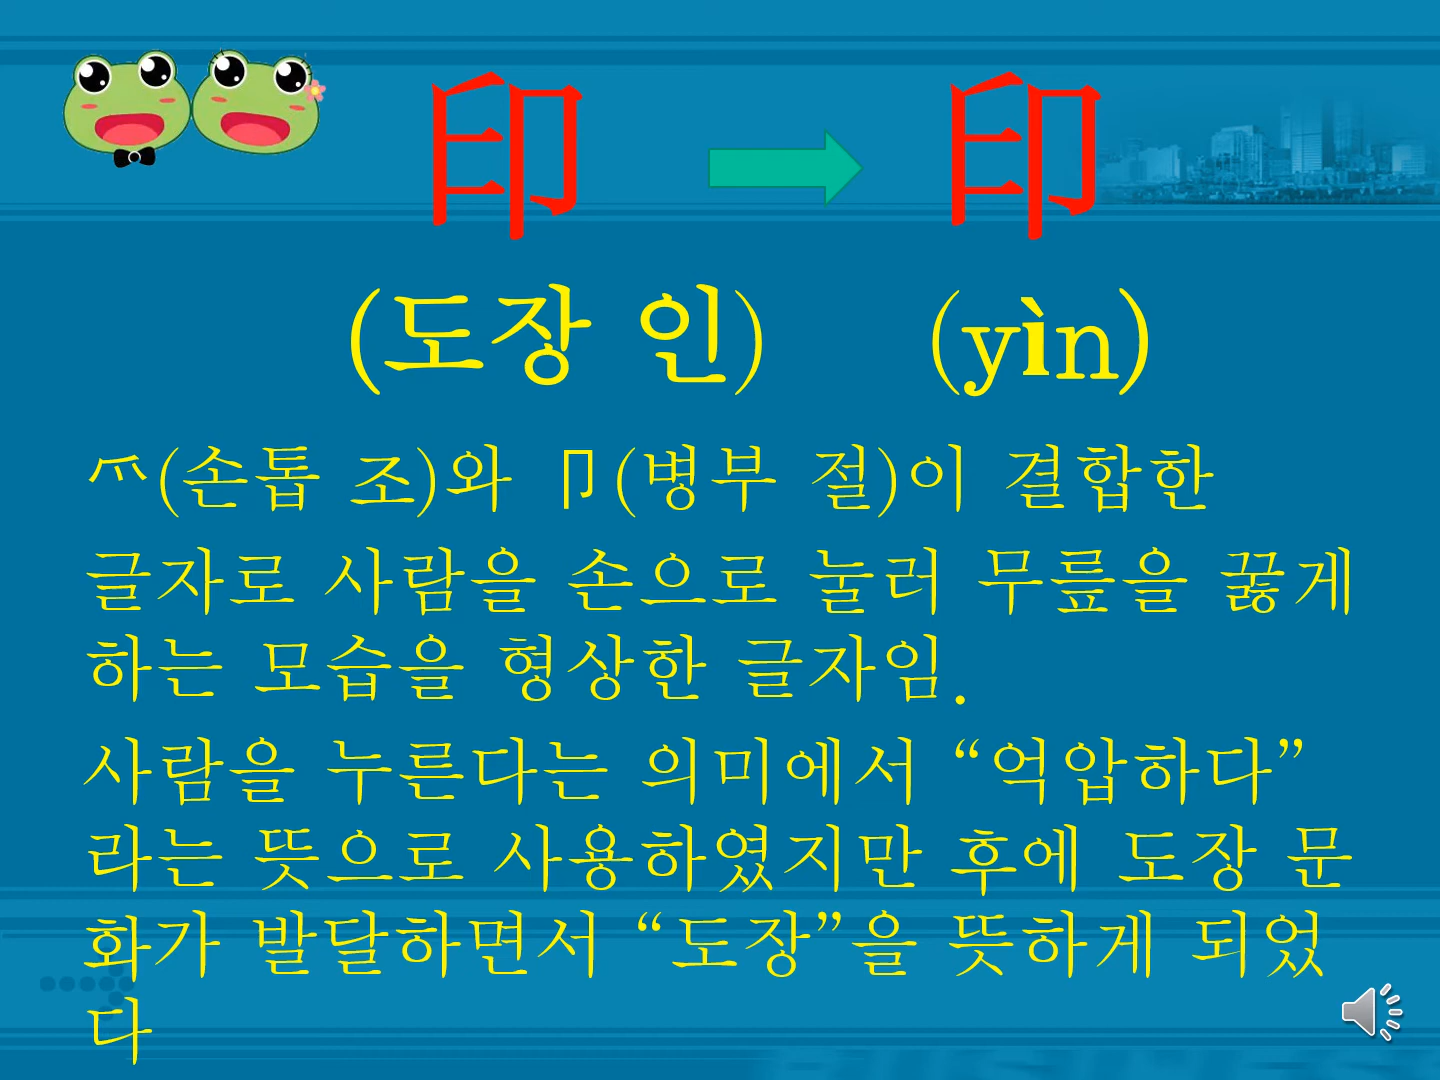 印 印
(도장 인) (yìn)
爫(손톱 조)와 卩(병부 절)이 결합한
글자로 사람을 손으로 눌러 무릎을 꿇게
하는 모습을 형상한 글자임.
사람을 누른다는 의미에서 “억압하다”
라는 뜻으로 사용하였지만 후에 도장 문
화가 발달하면서 “도장”을 뜻하게 되었
다